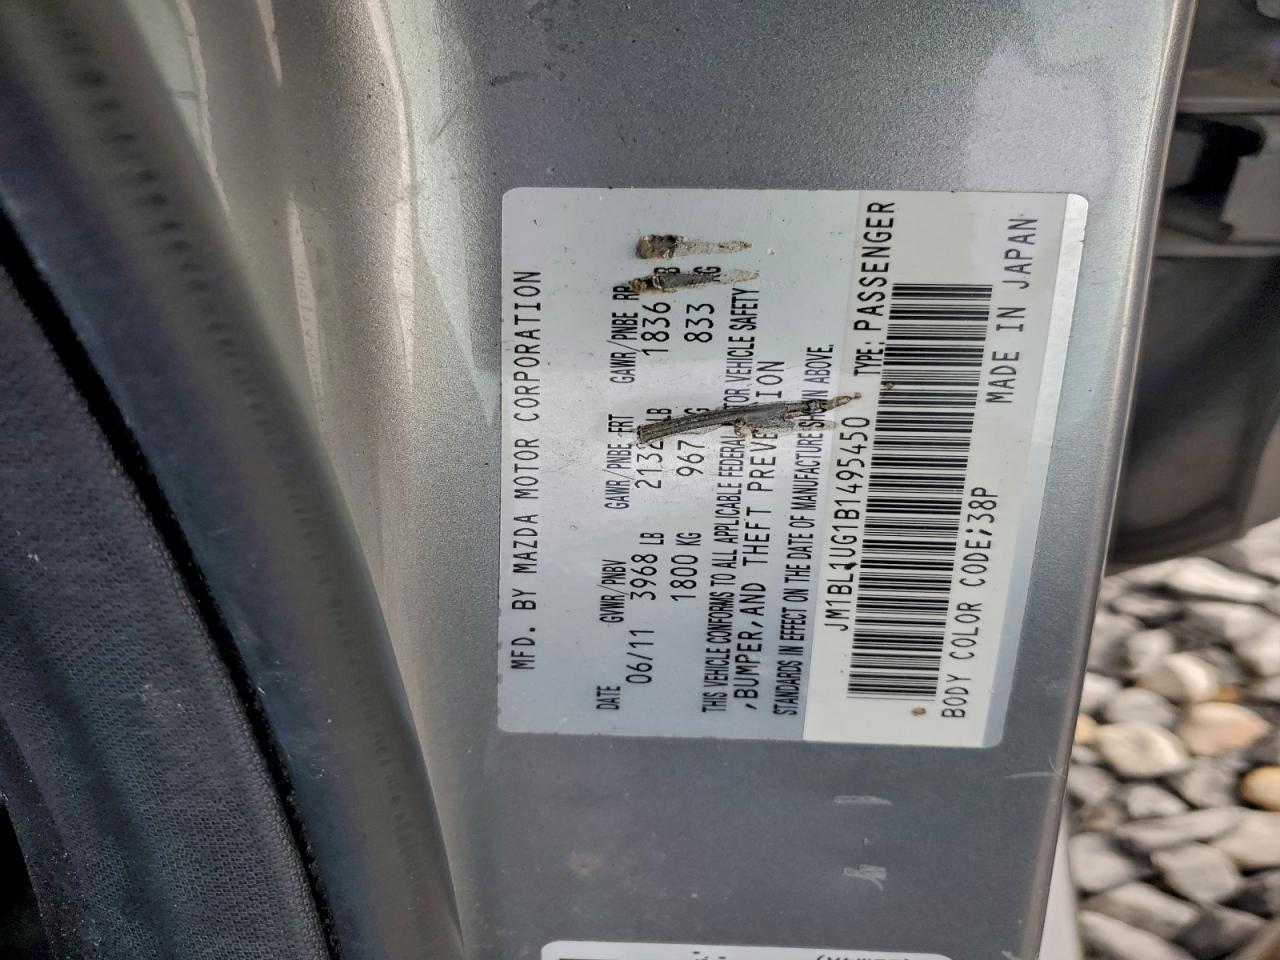 MFD. BY MAZDA MOTOR CORPORATION
DATE GVWR/PNBV GAWR/PNBE FRT GAWR/PNBE RR
06/11 3968 LB LB 1836
1800 KG 967 833 KG
THIS VEHICLE CONFORMS TO ALL APPLICABLE FEDERAL VEHICLE SAFETY
,BUMPER,AND THEFT PREVENTION
STANDARDS IN EFFECT ON THE DATE OF MANUFACTURE SHOWN ABOVE.
JM1BL1UG1B1495450 TYPE: PASSENGER
BODY COLOR CODE:38P MADE IN JAPAN